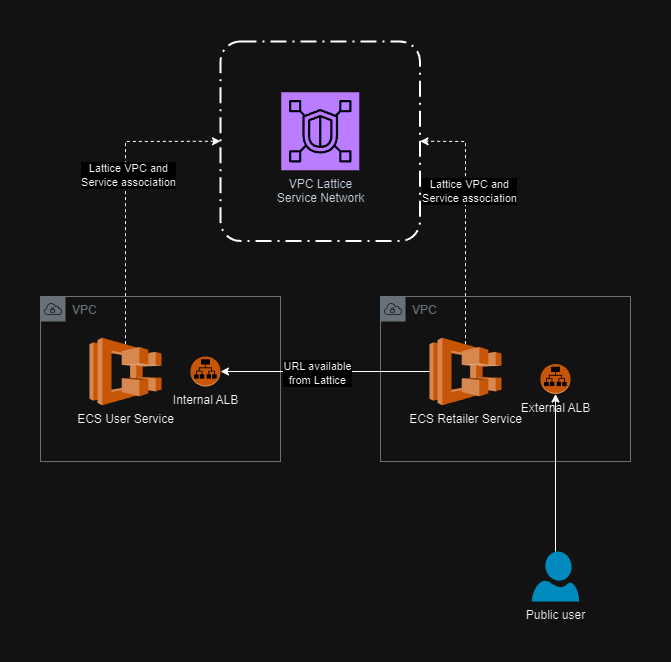 VPC Lattice
Service Network
Lattice VPC and
Service association
Lattice VPC and
Service association
VPC
VPC
URL available
from Lattice
Internal ALB
ECS User Service
ECS Retailer Service
External ALB
Public user